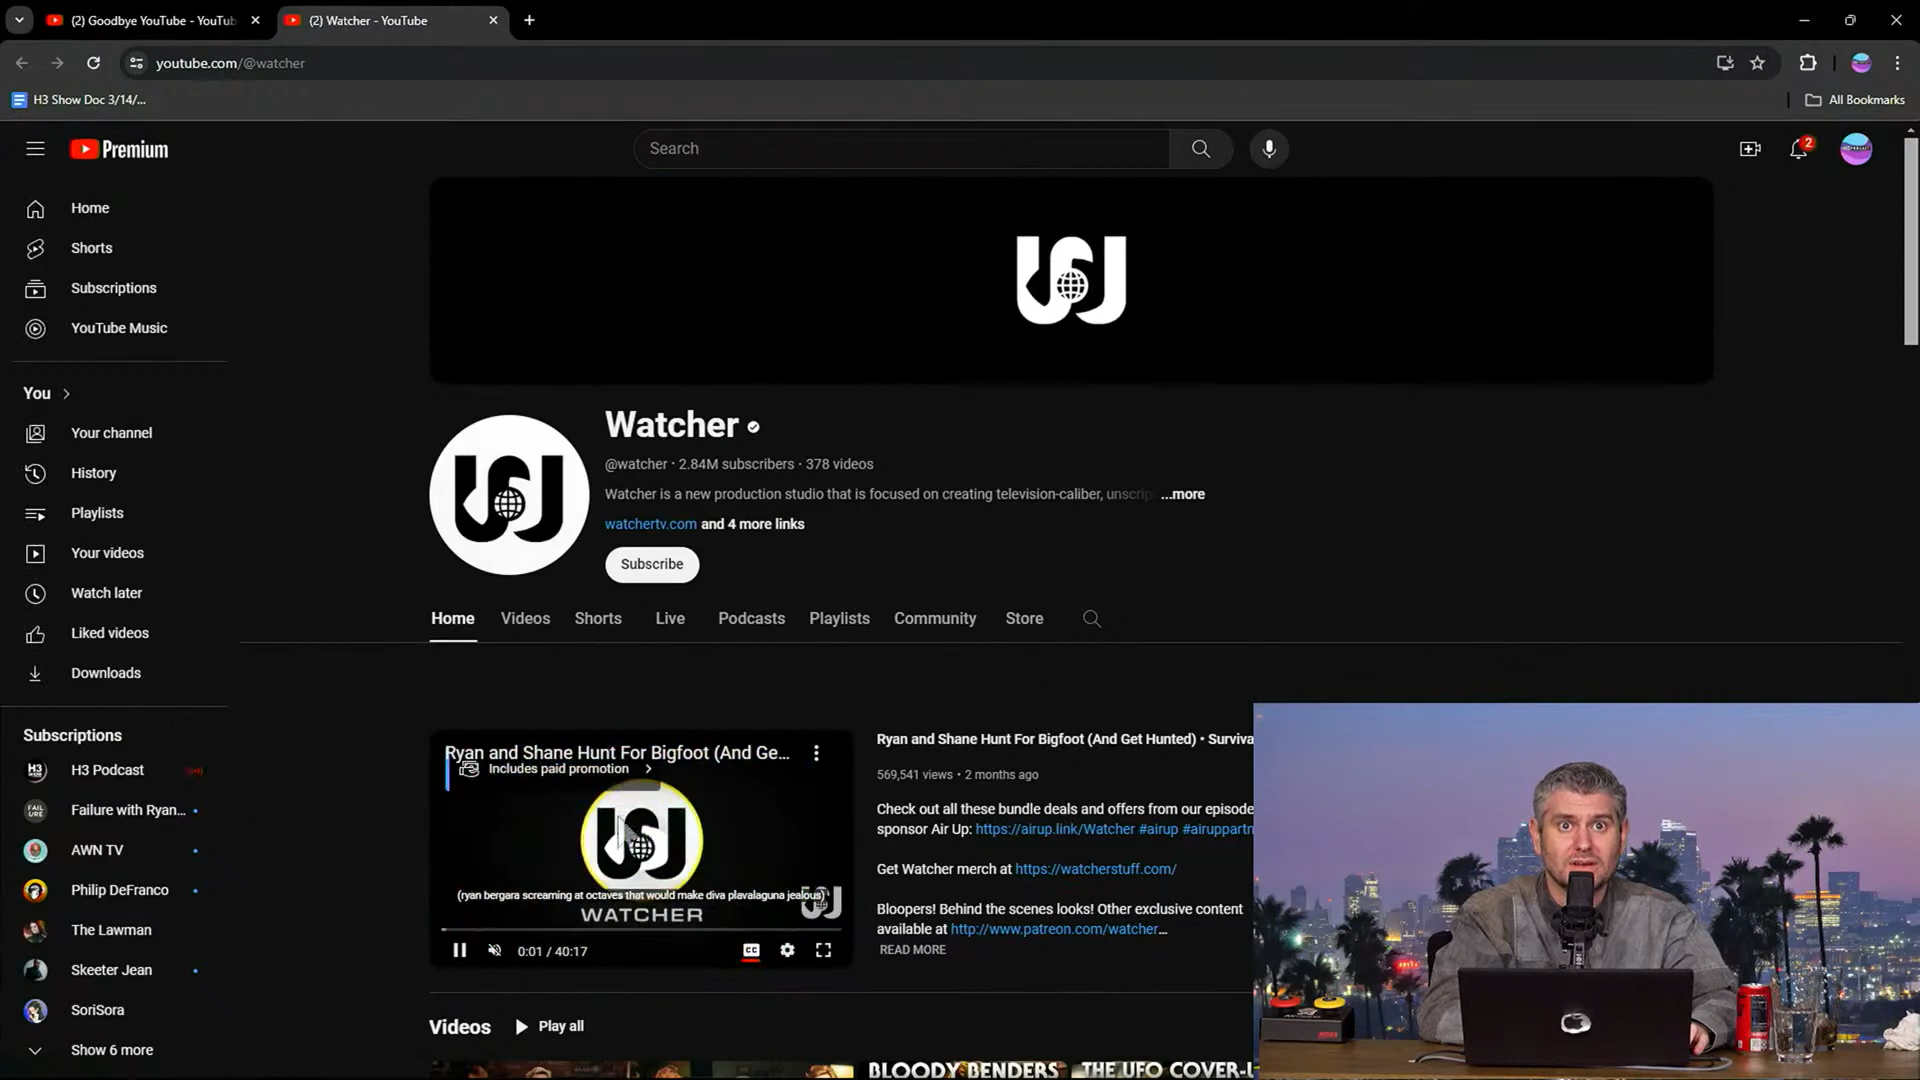 (2) Goodbye YouTube - YouTub
(2) Watcher - YouTube
youtube.com/@watcher
H3 Show Doc 3/14/...
All Bookmarks
Premium
Search
2
Home
Shorts
Subscriptions
YouTube Music
You
Your channel
History
Playlists
Your videos
Watch later
Liked videos
Downloads
Subscriptions
H3 Podcast
Failure with Ryan...
AWN TV
Philip DeFranco
The Lawman
Skeeter Jean
SoriSora
Show 6 more
Watcher
@watcher · 2.84M subscribers · 378 videos
Watcher is a new production studio that is focused on creating television-caliber, unscrip ...more
watchertv.com and 4 more links
Subscribe
Home Videos Shorts Live Podcasts Playlists Community Store
Ryan and Shane Hunt For Bigfoot (And Ge...
Includes paid promotion
(ryan bergara screaming at octaves that would make diva plavalaguna jealous)
WATCHER
0:01 / 40:17
CC
Ryan and Shane Hunt For Bigfoot (And Get Hunted) • Surviva
569,541 views • 2 months ago
Check out all these bundle deals and offers from our episode
sponsor Air Up: https://airup.link/Watcher #airup #airuppartn
Get Watcher merch at https://watcherstuff.com/
Bloopers! Behind the scenes looks! Other exclusive content
available at http://www.patreon.com/watcher...
READ MORE
Videos
Play all
BLOODY BENDERS
THE UFO COVER-U